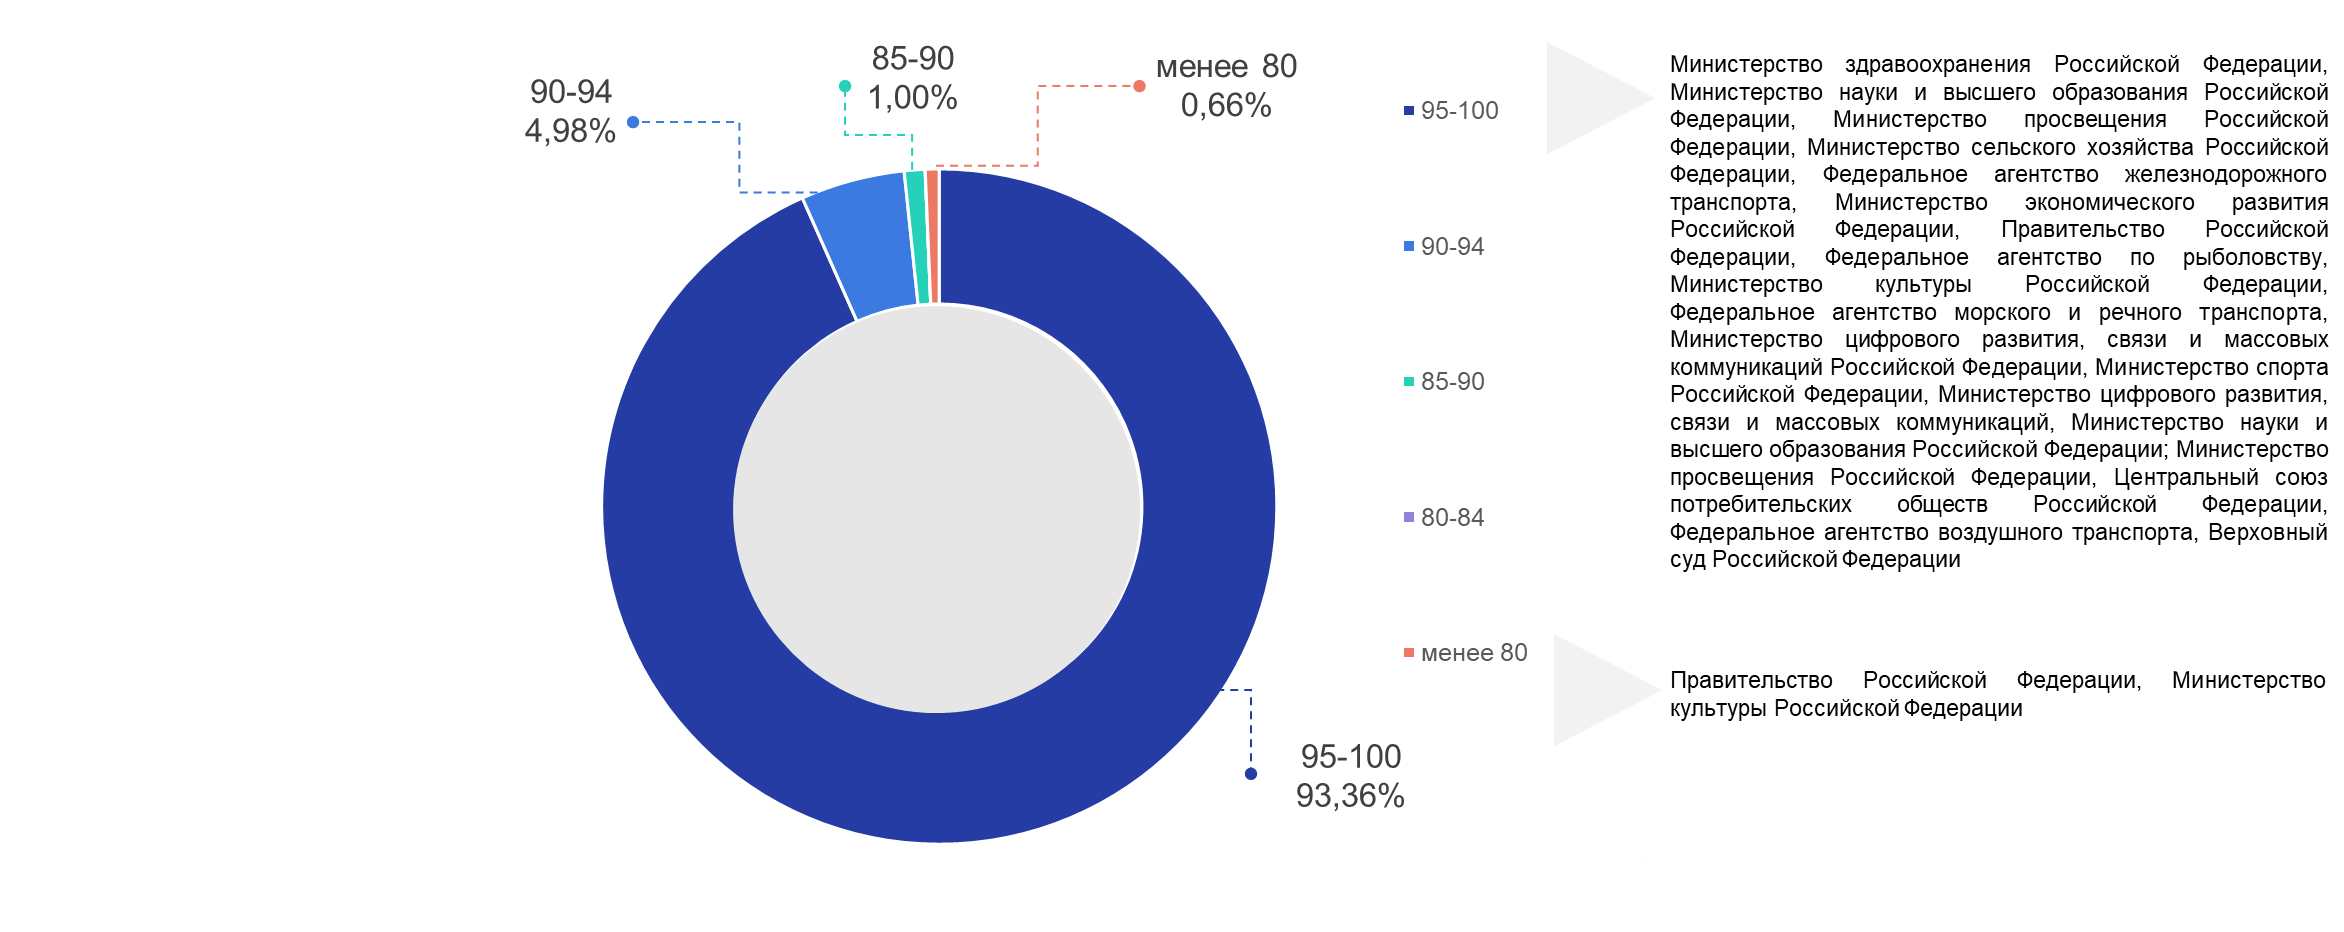 90-94
4,98%
85-90
1,00%
менее 80
0,66%
95-100
93,36%
95-100
90-94
85-90
80-84
менее 80
Министерство здравоохранения Российской Федерации,
Министерство науки и высшего образования Российской
Федерации, Министерство просвещения Российской
Федерации, Министерство сельского хозяйства Российской
Федерации, Федеральное агентство железнодорожного
транспорта, Министерство экономического развития
Российской Федерации, Правительство Российской
Федерации, Федеральное агентство по рыболовству,
Министерство культуры Российской Федерации,
Федеральное агентство морского и речного транспорта,
Министерство цифрового развития, связи и массовых
коммуникаций Российской Федерации, Министерство спорта
Российской Федерации, Министерство цифрового развития,
связи и массовых коммуникаций, Министерство науки и
высшего образования Российской Федерации; Министерство
просвещения Российской Федерации, Центральный союз
потребительских обществ Российской Федерации,
Федеральное агентство воздушного транспорта, Верховный
суд Российской Федерации
Правительство Российской Федерации, Министерство
культуры Российской Федерации